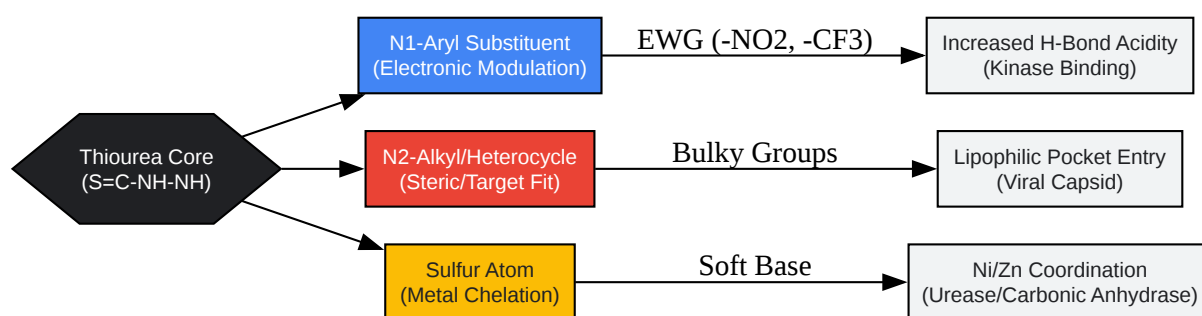 Thiourea Core
(S=C-NH-NH)
N1-Aryl Substituent
(Electronic Modulation)
EWG (-NO2, -CF3)
Increased H-Bond Acidity
(Kinase Binding)
N2-Alkyl/Heterocycle
(Steric/Target Fit)
Bulky Groups
Lipophilic Pocket Entry
(Viral Capsid)
Sulfur Atom
(Metal Chelation)
Soft Base
Ni/Zn Coordination
(Urease/Carbonic Anhydrase)